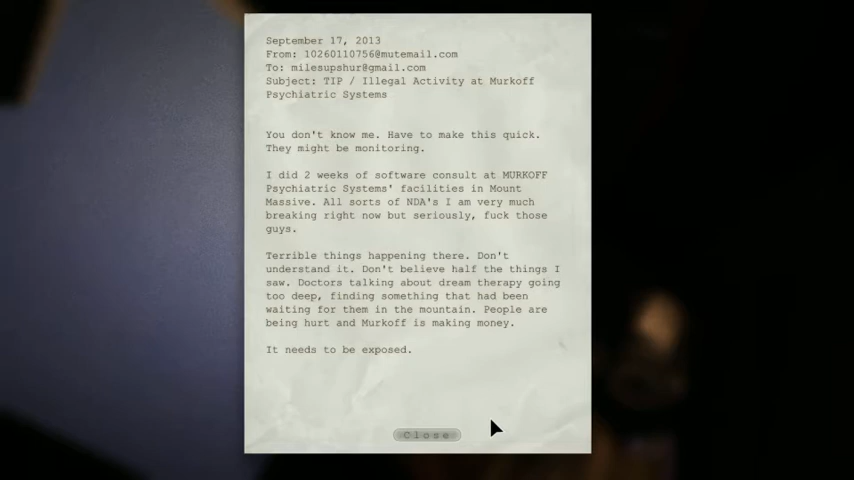 September 17, 2013
From: 10260110756@mutemail.com
To: milesupshur@gmail.com
Subject: TIP / Illegal Activity at Murkoff
Psychiatric Systems
You don't know me. Have to make this quick.
They might be monitoring.
I did 2 weeks of software consult at MURKOFF
Psychiatric Systems' facilities in Mount
Massive. All sorts of NDA's I am very much
breaking right now but seriously, fuck those
guys.
Terrible things happening there. Don't
understand it. Don't believe half the things I
saw. Doctors talking about dream therapy going
too deep, finding something that had been
waiting for them in the mountain. People are
being hurt and Murkoff is making money.
It needs to be exposed.
Close